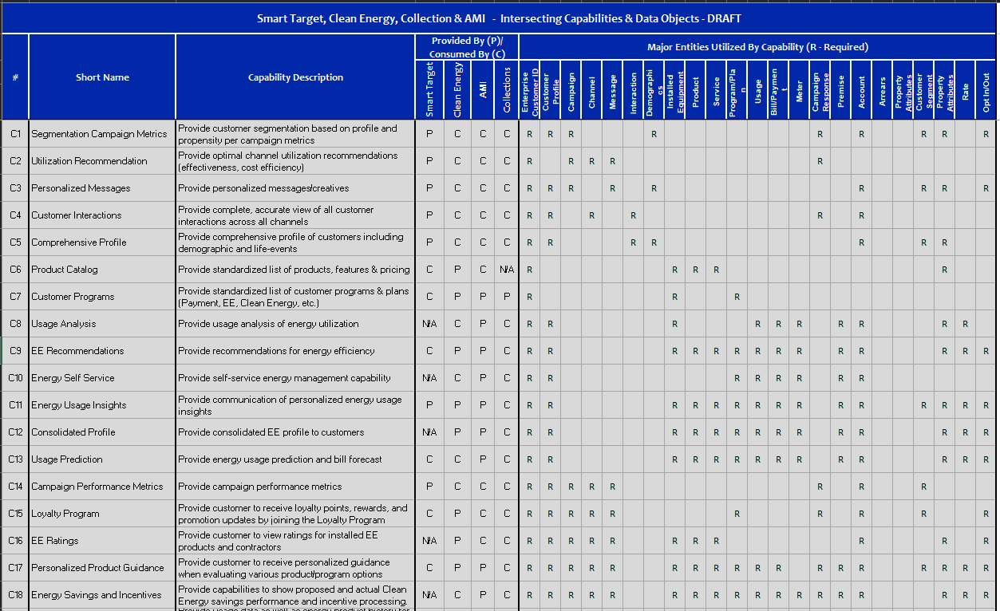 Smart Target, Clean Energy, Collection & AMI - Intersecting Capabilities & Data Objects - DRAFT
Provided By (P)/
Consumed By (C)
Major Entities Utilized By Capability (R - Required)
#
Short Name
Capability Description
Smart Target
Clean Energy
AMI
Collections
Enterprise
Customer ID
Customer
Profile
Campaign
Channel
Message
Interaction
Demographi
cs
Installed
Equipment
Product
Service
Program/Pla
n
Usage
Bill/Paymen
t
Meter
Campaign
Response
Premise
Account
Arrears
Property
Attributes
Customer
Segment
Property
Attributes
Rate
Opt In/Out
C1 Segmentation Campaign Metrics Provide customer segmentation based on profile and
propensity per campaign metrics
P C C C R R R R R R R R R
C2 Utilization Recommendation Provide optimal channel utilization recommendations
(effectiveness, cost efficiency)
P C C C R R R R R
C3 Personalized Messages Provide personalized messages/creatives P C C C R R R R R R R R R
C4 Customer Interactions Provide complete, accurate view of all customer
interactions across all channels
P C C C R R R R R R
C5 Comprehensive Profile Provide comprehensive profile of customers including
demographic and life-events
P C C C R R R R R R R
C6 Product Catalog Provide standardized list of products, features & pricing C P C N/A R R R R R
C7 Customer Programs Provide standardized list of customer programs & plans
(Payment, EE, Clean Energy, etc.)
C P P P R R R
C8 Usage Analysis Provide usage analysis of energy utilization N/A C P C R R R R R R R R R R
C9 EE Recommendations Provide recommendations for energy efficiency C P P C R R R R R R R R R R R R R R
C10 Energy Self Service Provide self-service energy management capability N/A C P C R R R R R R R R
C11 Energy Usage Insights Provide communication of personalized energy usage
insights
P P P C R R R R R R R R R R R R R R R
C12 Consolidated Profile Provide consolidated EE profile to customers N/A P P C R R R R R R R R R R R R R R
C13 Usage Prediction Provide energy usage prediction and bill forecast C C P C R R R R R R R R R R R R R R
C14 Campaign Performance Metrics Provide campaign performance metrics P C C C R R R R R R R R
C15 Loyalty Program Provide customer to receive loyalty points, rewards, and
promotion updates by joining the Loyalty Program
C P C C R R R R R R R R R R
C16 EE Ratings Provide customer to view ratings for installed EE
products and contractors
N/A P C C R R R R R R R R R R R
C17 Personalized Product Guidance Provide customer to receive personalized guidance
when evaluating various product/program options
C P P C R R R R R R R R R R R R R R R R R
C18 Energy Savings and Incentives Provide capabilities to show proposed and actual Clean
Energy savings performance and incentive processing.
N/A C P C R R R R R R R R R R R R R R R R R R
Provide usage data as well as energy product history for